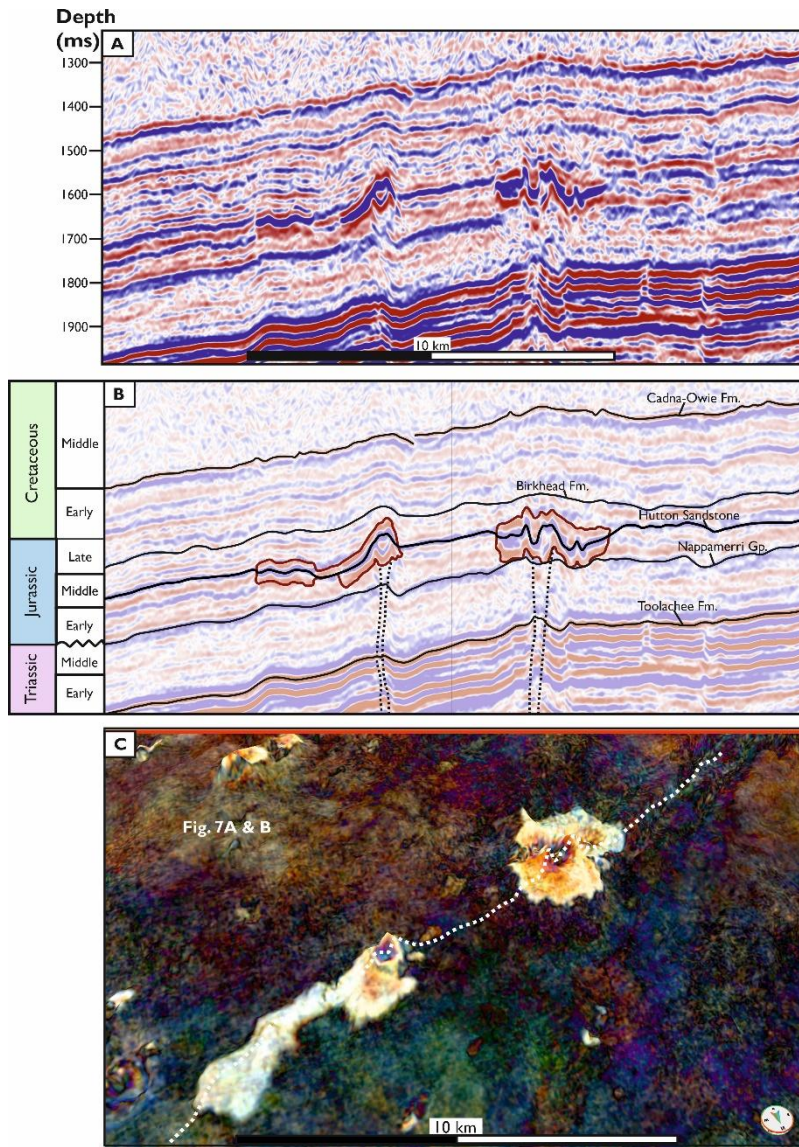 Depth
(ms)
A
1300
1400
1500
1600
1700
1800
1900
10 km
B
Cretaceous
Middle
Early
Jurassic
Late
Middle
Early
Triassic
Middle
Early
Cadna-Owie Fm.
Birkhead Fm.
Hutton Sandstone
Nappamerri Gp.
Toolachee Fm.
C
Fig. 7A & B
10 km